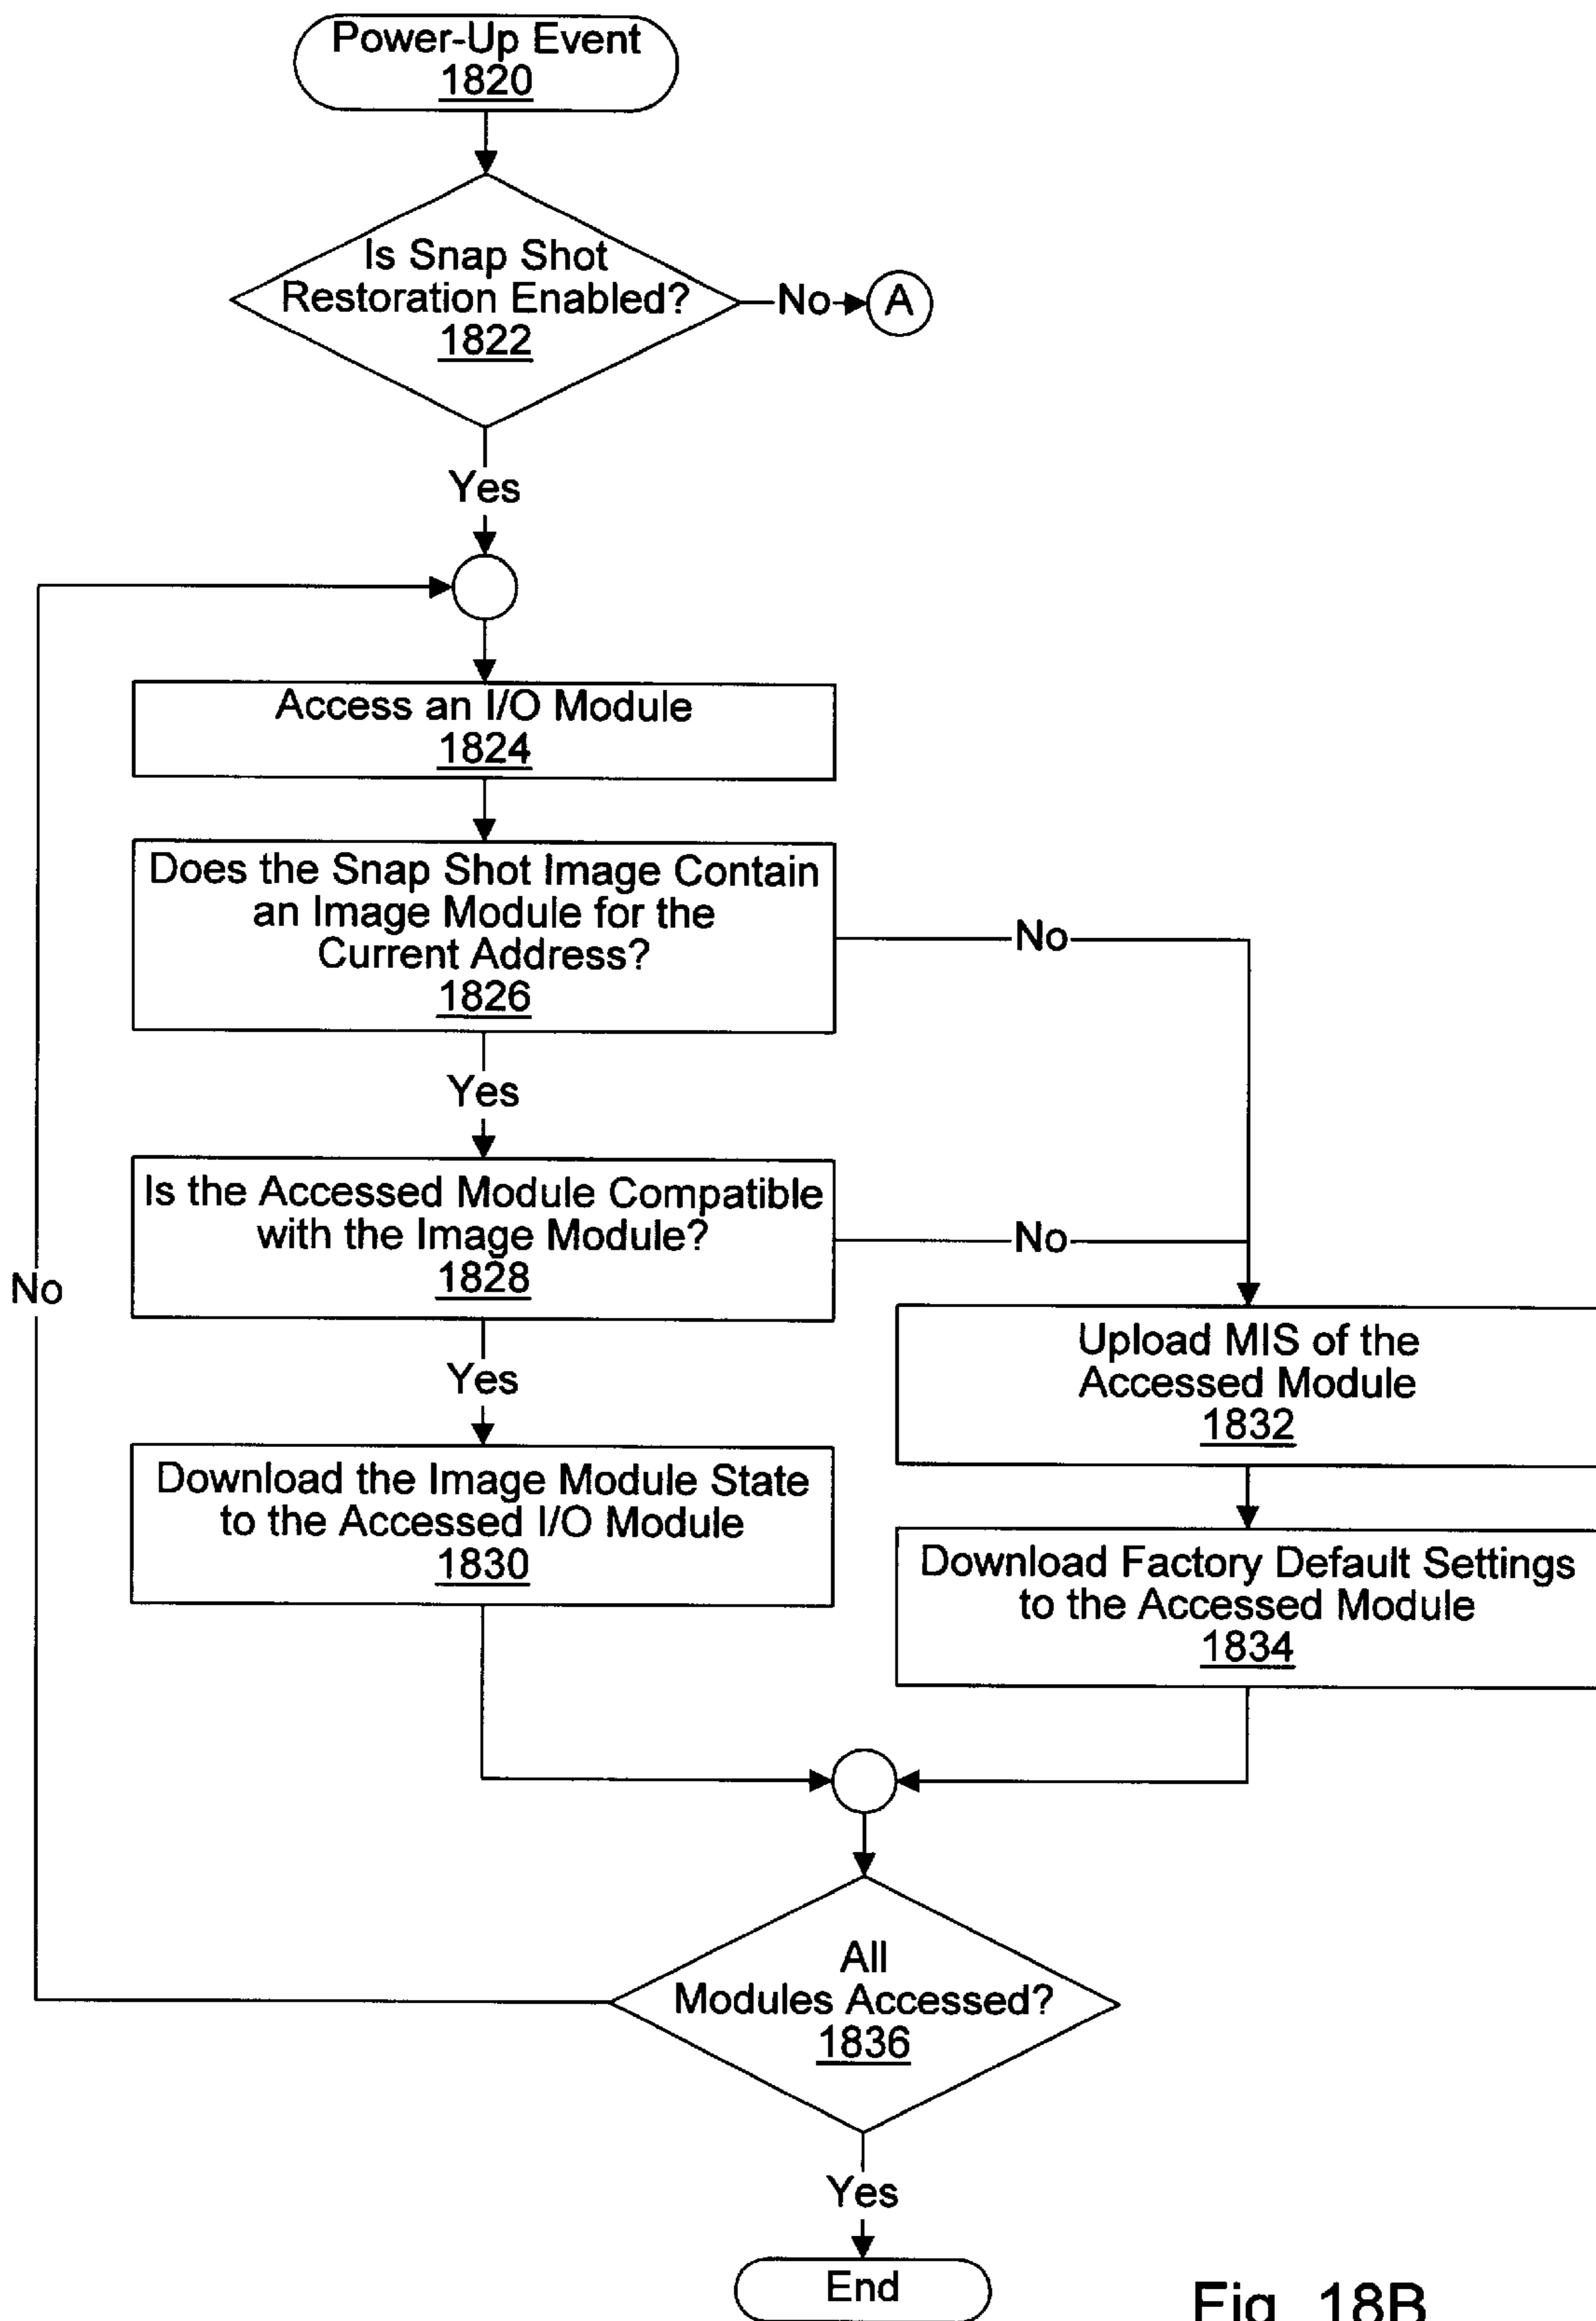 Power-Up Event
1820
Is Snap Shot
Restoration Enabled?
1822
No
A
Yes
Access an I/O Module
1824
Does the Snap Shot Image Contain
an Image Module for the
Current Address?
1826
No
Yes
Is the Accessed Module Compatible
with the Image Module?
1828
No
No
Yes
Upload MIS of the
Accessed Module
1832
Download the Image Module State
to the Accessed I/O Module
1830
Download Factory Default Settings
to the Accessed Module
1834
All
Modules Accessed?
1836
Yes
End
Fig. 18B